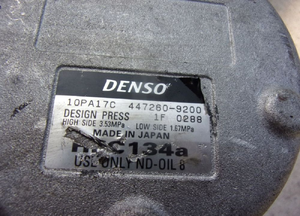 DENSO
10PA17C 447260-9200
DESIGN PRESS 1F 0288
HIGH SIDE 3.53MPa LOW SIDE 1.67MPa
MADE IN JAPAN
HFC134a
USE ONLY ND-OIL 8